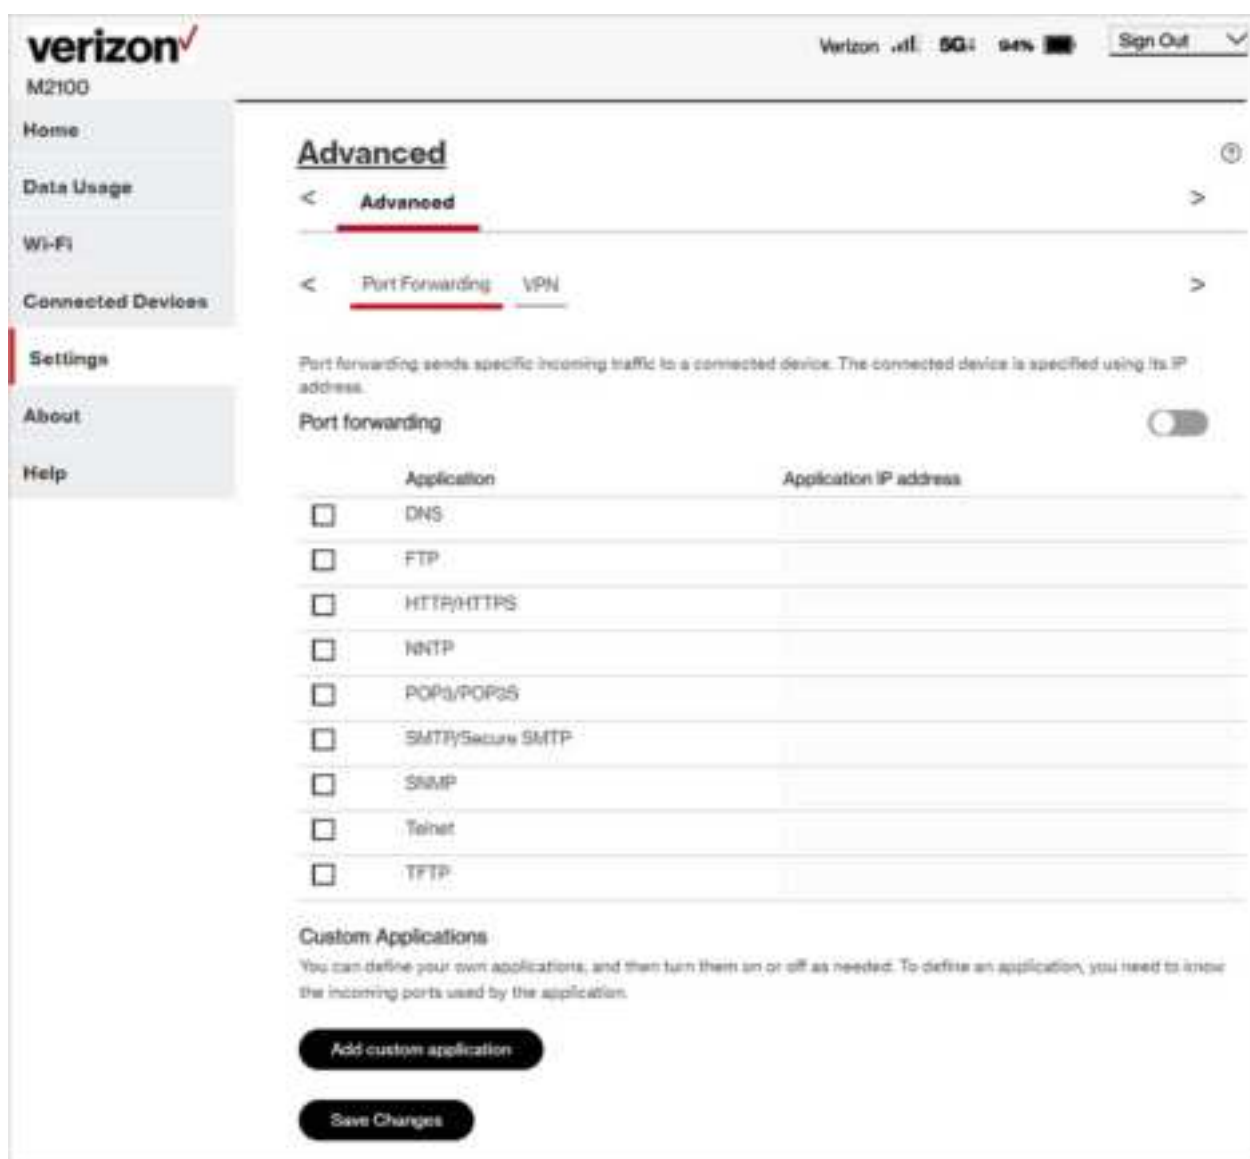 verizon
Verizon 5G 94% Sign Out
M2100
Home
Data Usage
Wi-Fi
Connected Devices
Settings
About
Help
Advanced
< Advanced >
< Port Forwarding VPN >
Port forwarding sends specific incoming traffic to a connected device. The connected device is specified using its IP
address.
Port forwarding
Application Application IP address
DNS
FTP
HTTP/HTTPS
NNTP
POP3/POP3S
SMTP/Secure SMTP
SNMP
Telnet
TFTP
Custom Applications
You can define your own applications, and then turn them on or off as needed. To define an application, you need to know
the incoming ports used by the application.
Add custom application
Save Changes